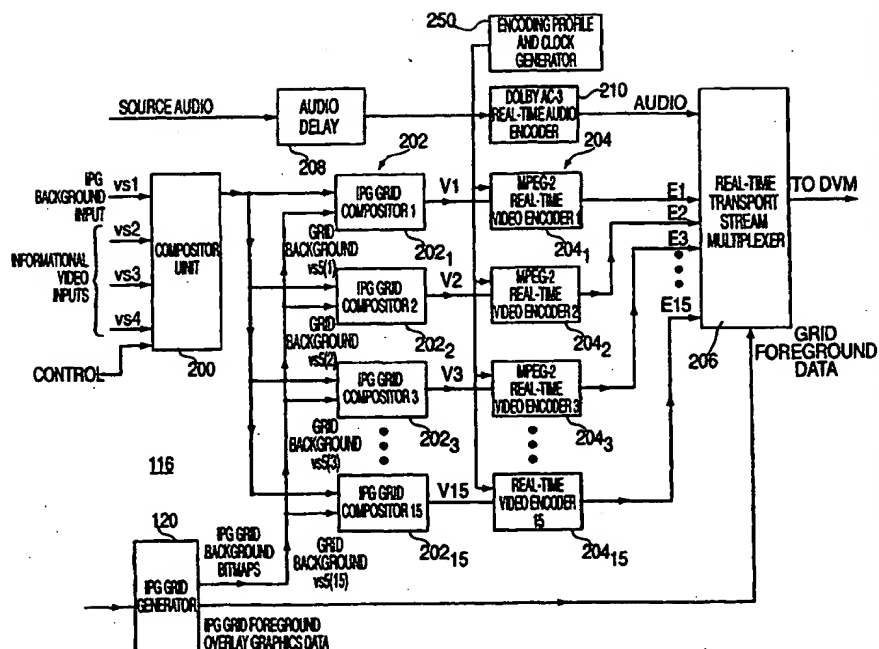 250
ENCODING PROFILE
AND CLOCK
GENERATOR
SOURCE AUDIO
AUDIO
DELAY
208
DOLBY AC-3
REAL-TIME AUDIO
ENCODER
210
AUDIO
202
204
IPG
BACKGROUND
INPUT
vs1
vs2
vs3
vs4
INFORMATIONAL
VIDEO
INPUTS
CONTROL
COMPOSITOR
UINIT
200
IPG GRID
COMPOSITOR 1
202₁
V1
MPEG-2
REAL-TIME
VIDEO ENCODER 1
204₁
E1
GRID
BACKGROUND
vs5(1)
IPG GRID
COMPOSITOR 2
202₂
V2
MPEG-2
REAL-TIME
VIDEO ENCODER 2
204₂
E2
GRID
BACKGROUND
vs5(2)
IPG GRID
COMPOSITOR 3
202₃
V3
MPEG-2
REAL-TIME
VIDEO ENCODER 3
204₃
E3
GRID
BACKGROUND
vs5(3)
IPG GRID
COMPOSITOR 15
202₁₅
V15
REAL-TIME
VIDEO ENCODER
15
204₁₅
E15
GRID
BACKGROUND
vs5(15)
REAL-TIME
TRANSPORT
STREAM
MULTIPLEXER
206
TO DVM
GRID
FOREGROUND
DATA
116
120
IPG GRID
GENERATOR
IPG GRID
BACKGROUND
BITMAPS
IPG GRID FOREGROUND
OVERLAY GRAPHICS DATA